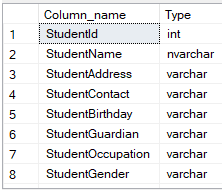 Column_name Type
1 StudentId int
2 StudentName nvarchar
3 StudentAddress varchar
4 StudentContact varchar
5 StudentBirthday varchar
6 StudentGuardian varchar
7 StudentOccupation varchar
8 StudentGender varchar